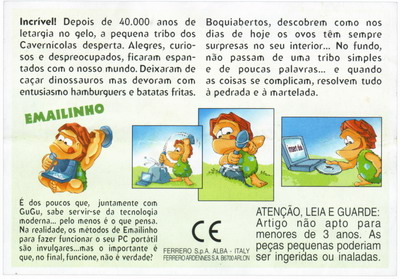 Incrível! Depois de 40.000 anos de
letargia no gelo, a pequena tribo dos
Cavernicolas desperta. Alegres, curio-
sos e despreocupados, ficaram espan-
tados com o nosso mundo. Deixaram de
caçar dinossauros mas devoram com
entusiasmo hamburguers e batatas fritas.
Boquiabertos, descobrem como nos
dias de hoje os ovos têm sempre
surpresas no seu interior... No fundo,
não passam de uma tribo simples
e de poucas palavras... e quando
as coisas se complicam, resolvem tudo
à pedrada e à martelada.
EMAILINHO
É dos poucos que, juntamente com
GuGu, sabe servir-se da tecnologia
moderna... pelo menos é o que pensa.
Na realidade, os métodos de Emailinho
para fazer funcionar o seu PC portátil
são invulgares...mas o importante é
que, no final, funcione, não é verdade?
CE
FERRERO S.p.A. ALBA - ITALY
FERRERO ARDENNES S.A. B6700 ARLON
ATENÇÃO, LEIA E GUARDE:
Artigo não apto para
menores de 3 anos. As
peças pequenas poderiam
ser ingeridas ou inaladas.